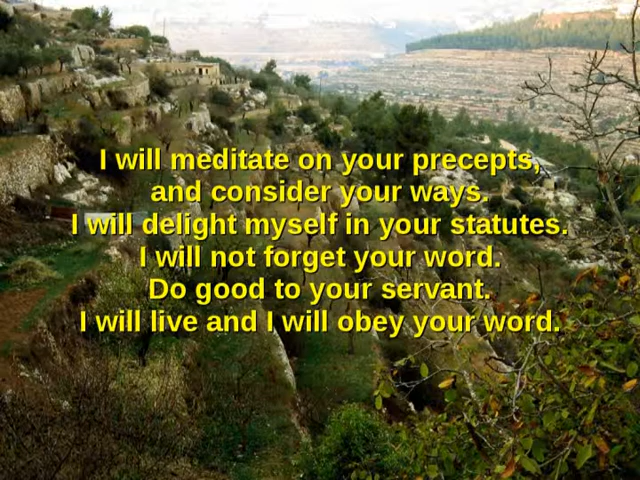 I will meditate on your precepts,
and consider your ways.
I will delight myself in your statutes.
I will not forget your word.
Do good to your servant.
I will live and I will obey your word.